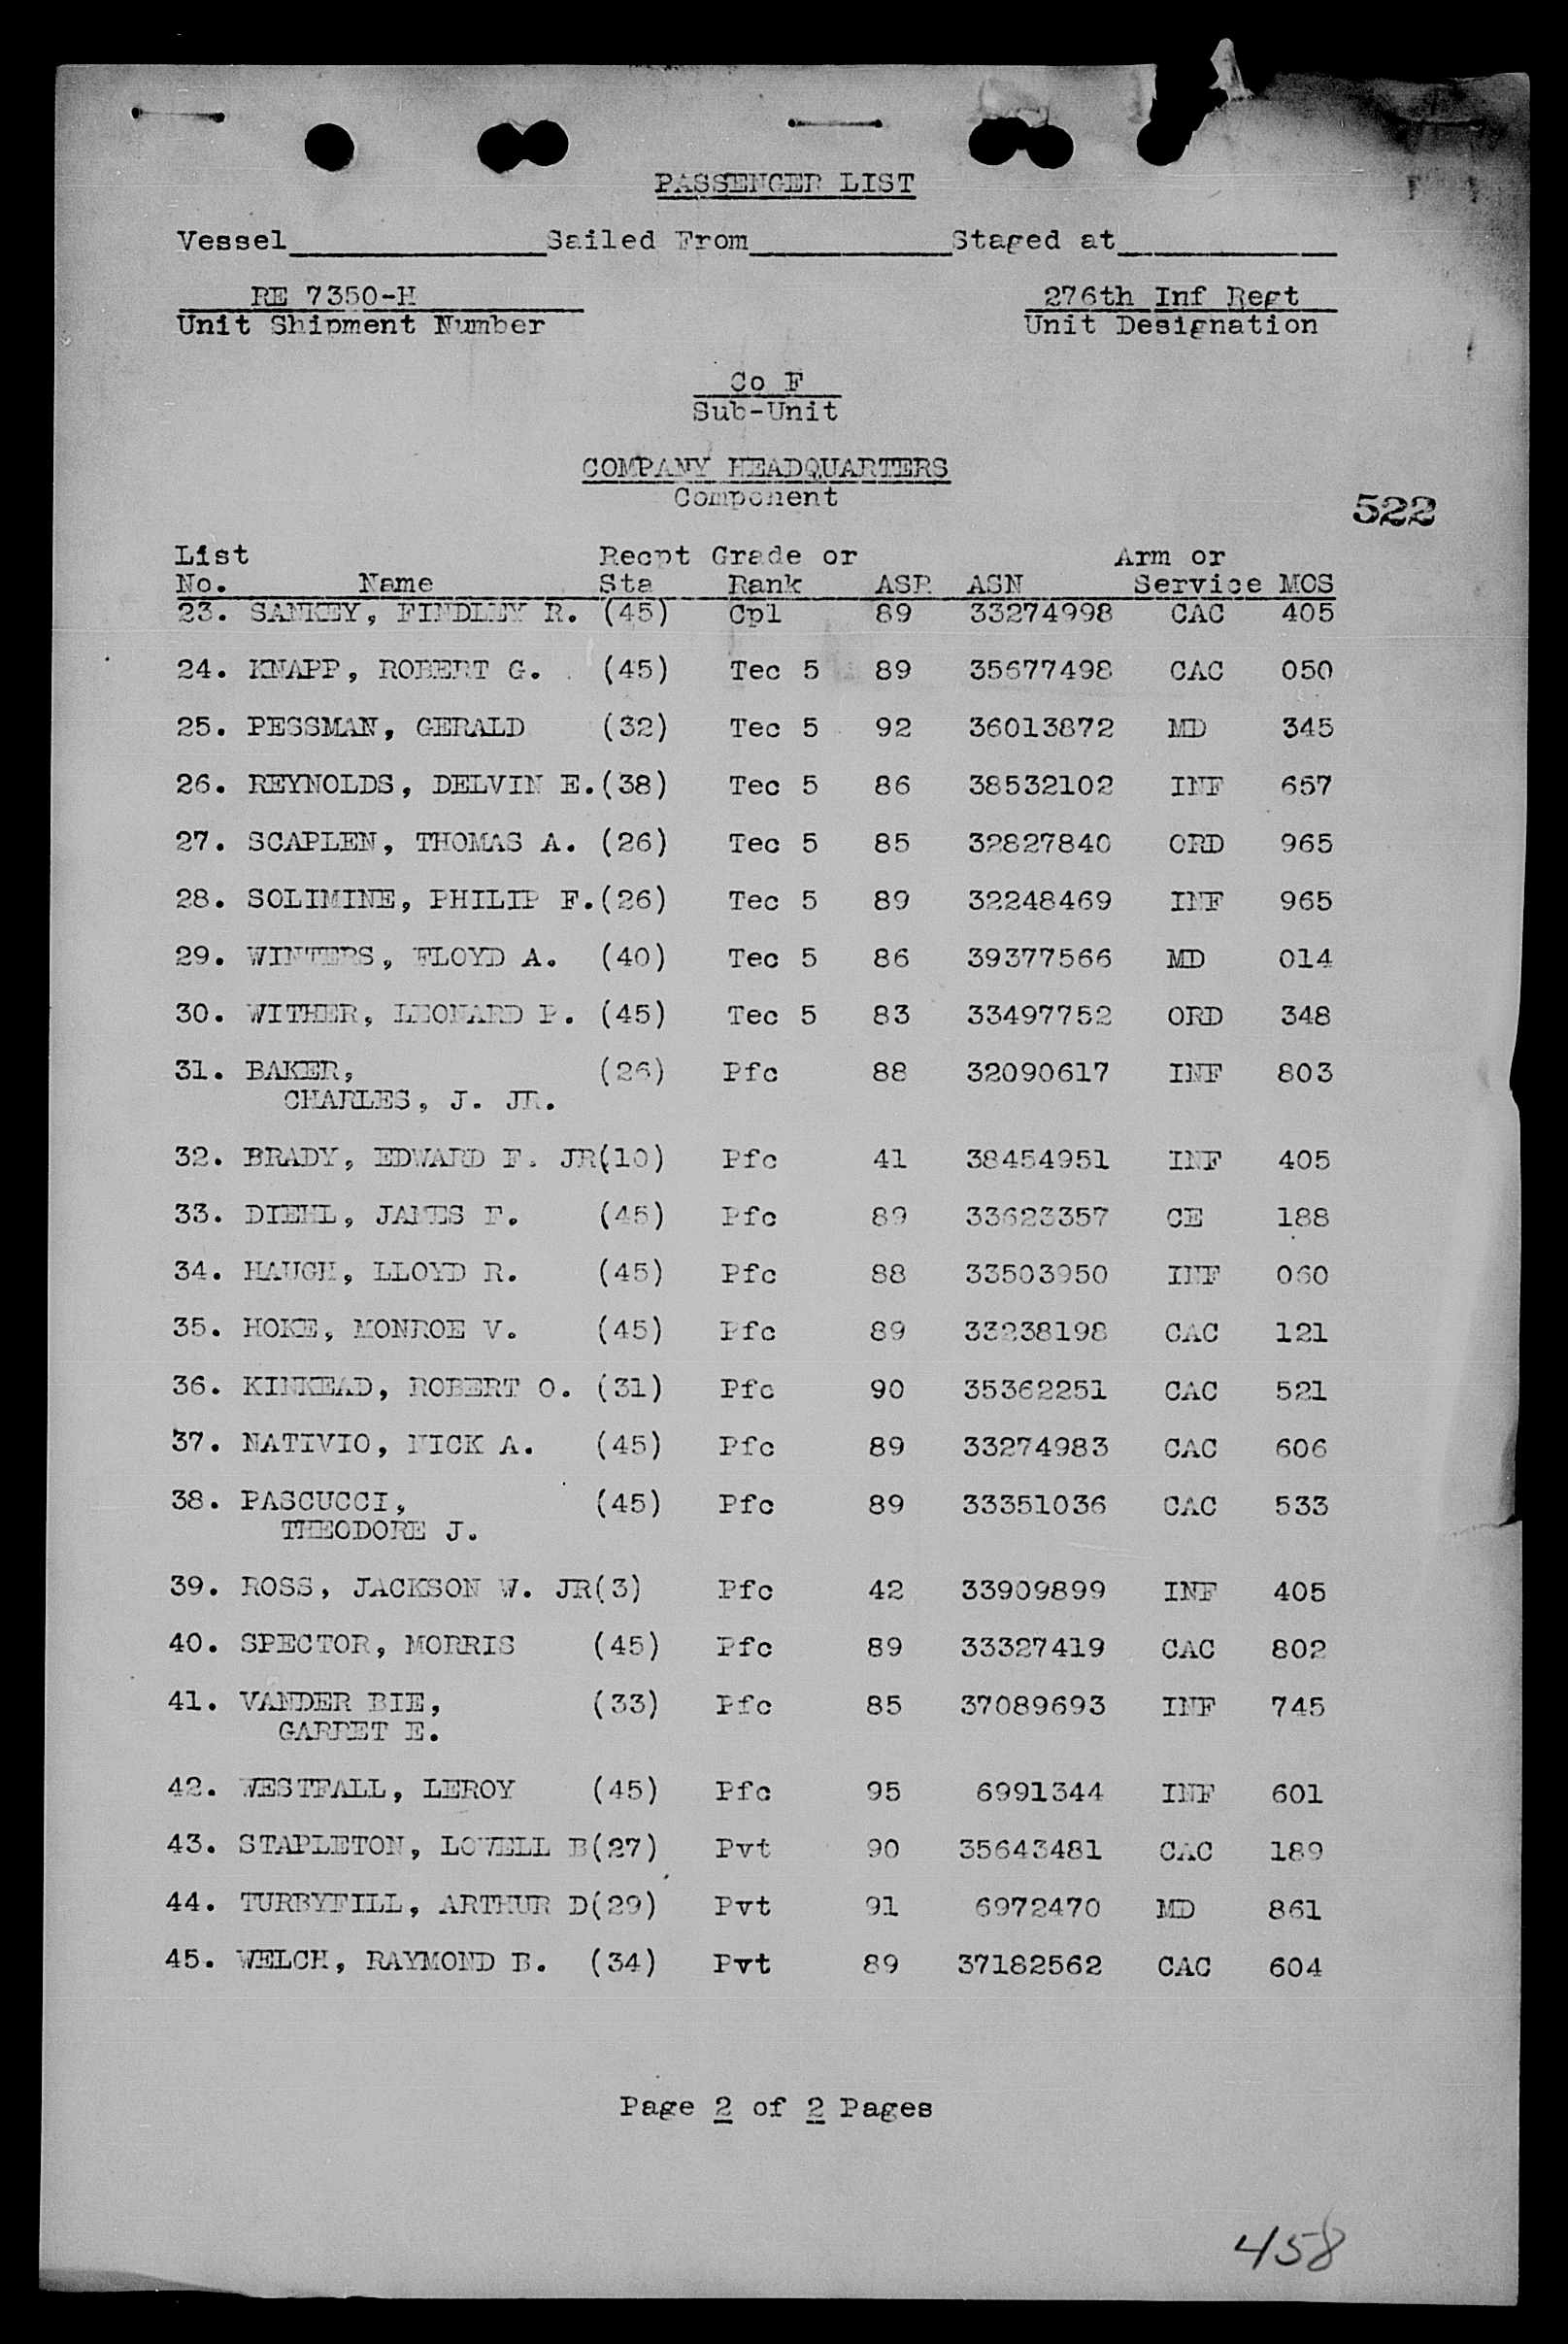 PASSENGER LIST
Vessel Sailed From Staged at
RE 7350-H 276th Inf Regt
Unit Shipment Number Unit Designation
Co F
Sub-Unit
COMPANY HEADQUARTERS
Component
522
List Recpt Grade or Arm or
No. Name Sta Rank ASR ASN Service MOS
23. SANKEY, FINDLEY R. (45) Cpl 89 33274998 CAC 405
24. KNAPP, ROBERT G. (45) Tec 5 89 35677498 CAC 050
25. PESSMAN, GERALD (32) Tec 5 92 36013872 MD 345
26. REYNOLDS, DELVIN E.(38) Tec 5 86 38532102 INF 657
27. SCAPLEN, THOMAS A. (26) Tec 5 85 32827840 ORD 965
28. SOLIMINE, PHILIP F.(26) Tec 5 89 32248469 INF 965
29. WINTERS, FLOYD A. (40) Tec 5 86 39377566 MD 014
30. WITHER, LEONARD P. (45) Tec 5 83 33497752 ORD 348
31. BAKER, (26) Pfc 88 32090617 INF 803
CHARLES, J. JR.
32. BRADY, EDWARD F. JR(10) Pfc 41 38454951 INF 405
33. DIEHL, JAMES F. (45) Pfc 89 33623357 CE 188
34. HAUGH, LLOYD R. (45) Pfc 88 33503950 INF 060
35. HOKE, MONROE V. (45) Pfc 89 33238198 CAC 121
36. KINKEAD, ROBERT O. (31) Pfc 90 35362251 CAC 521
37. NATIVIO, NICK A. (45) Pfc 89 33274983 CAC 606
38. PASCUCCI, (45) Pfc 89 33351036 CAC 533
THEODORE J.
39. ROSS, JACKSON W. JR(3) Pfc 42 33909899 INF 405
40. SPECTOR, MORRIS (45) Pfc 89 33327419 CAC 802
41. VANDER BIE, (33) Pfc 85 37089693 INF 745
GARRET E.
42. WESTFALL, LEROY (45) Pfc 95 6991344 INF 601
43. STAPLETON, LOVELL B(27) Pvt 90 35643481 CAC 189
44. TURBYFILL, ARTHUR D(29) Pvt 91 6972470 MD 861
45. WELCH, RAYMOND B. (34) Pvt 89 37182562 CAC 604
Page 2 of 2 Pages
458